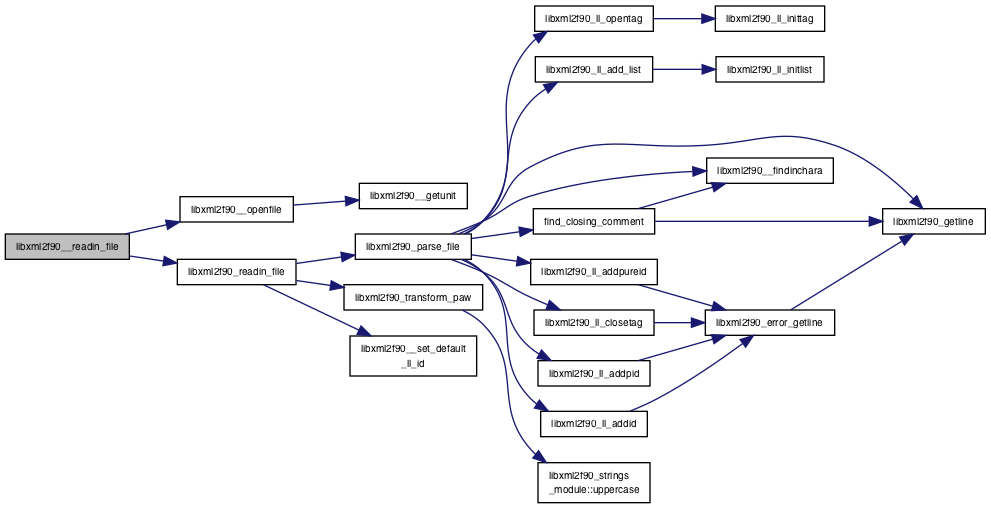 libxml2f90_ll_opentag
libxml2f90_ll_inittag
libxml2f90_ll_add_list
libxml2f90_ll_initlist
libxml2f90__findinchara
libxml2f90__getunit
libxml2f90__openfile
find_closing_comment
libxml2f90_getline
libxml2f90__readin_file
libxml2f90_parse_file
libxml2f90_readin_file
libxml2f90_ll_addpureid
libxml2f90_transform_paw
libxml2f90_ll_closetag
libxml2f90_error_getline
libxml2f90__set_default
_ll_id
libxml2f90_ll_addpid
libxml2f90_ll_addid
libxml2f90_strings
_module::uppercase